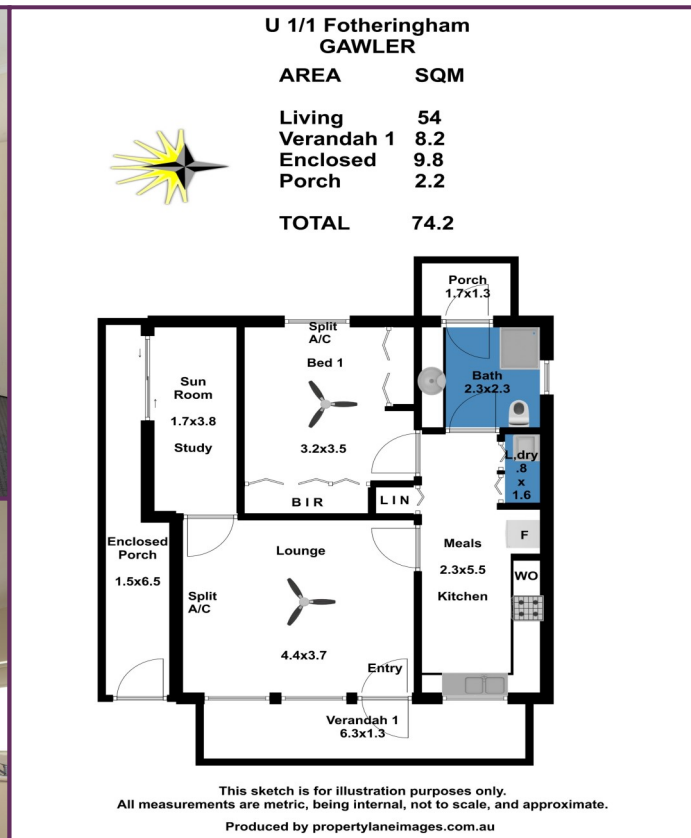 U 1/1 Fotheringham
GAWLER
AREA SQM
Living 54
Verandah 1 8.2
Enclosed 9.8
Porch 2.2
TOTAL 74.2
Porch
1.7x1.3
Split
A/C
Bed 1
3.2x3.5
Bath
2.3x2.3
Sun
Room
1.7x3.8
Study
L,dry
.8
x
1.6
B I R
L I N
F
Enclosed
Porch
1.5x6.5
Lounge
Split
A/C
4.4x3.7
Entry
Meals
2.3x5.5
Kitchen
WO
Verandah 1
6.3x1.3
This sketch is for illustration purposes only.
All measurements are metric, being internal, not to scale, and approximate.
Produced by propertylaneimages.com.au